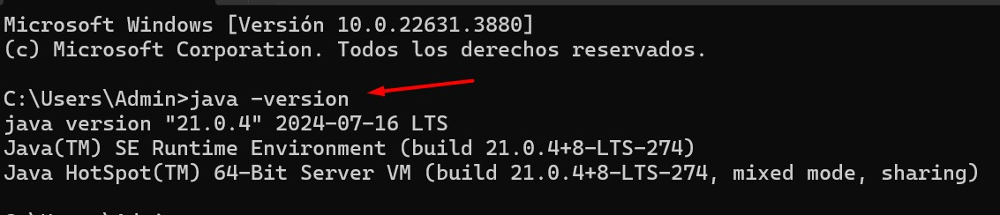 Microsoft Windows [Versión 10.0.22631.3880]
(c) Microsoft Corporation. Todos los derechos reservados.
C:\Users\Admin>java -version
java version "21.0.4" 2024-07-16 LTS
Java(TM) SE Runtime Environment (build 21.0.4+8-LTS-274)
Java HotSpot(TM) 64-Bit Server VM (build 21.0.4+8-LTS-274, mixed mode, sharing)